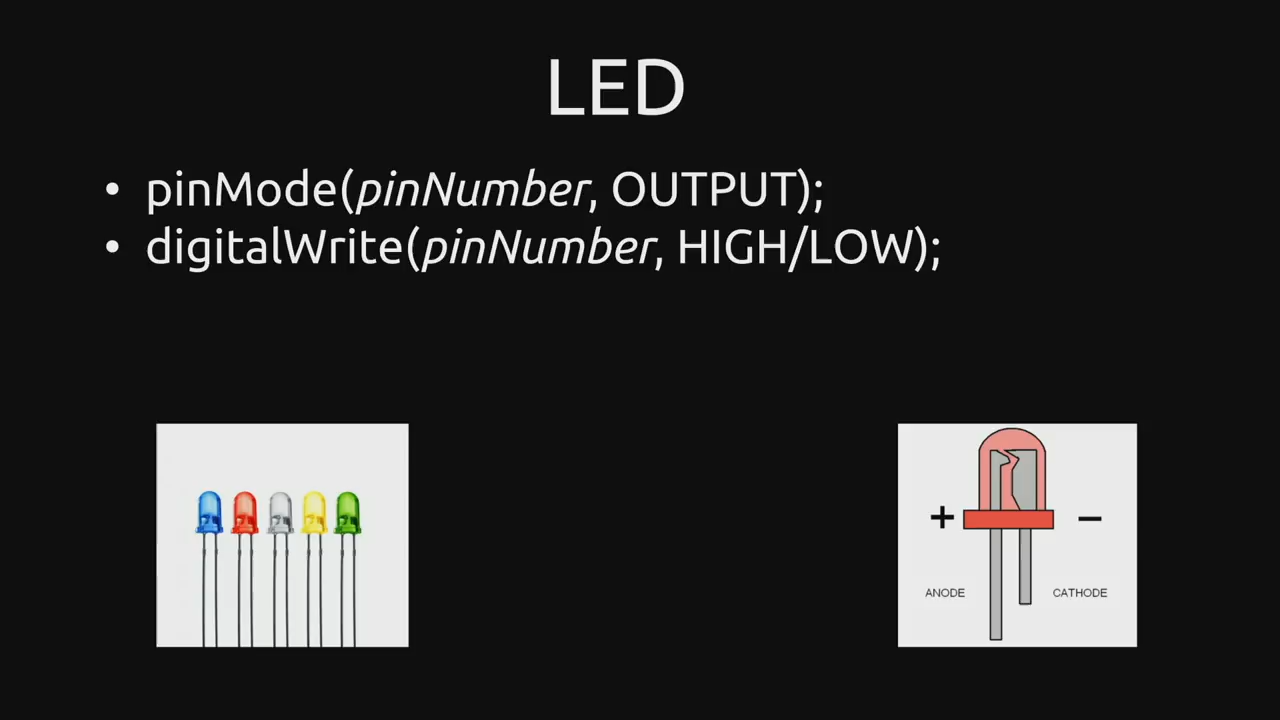 LED
• pinMode(pinNumber, OUTPUT);
• digitalWrite(pinNumber, HIGH/LOW);
+ −
ANODE CATHODE